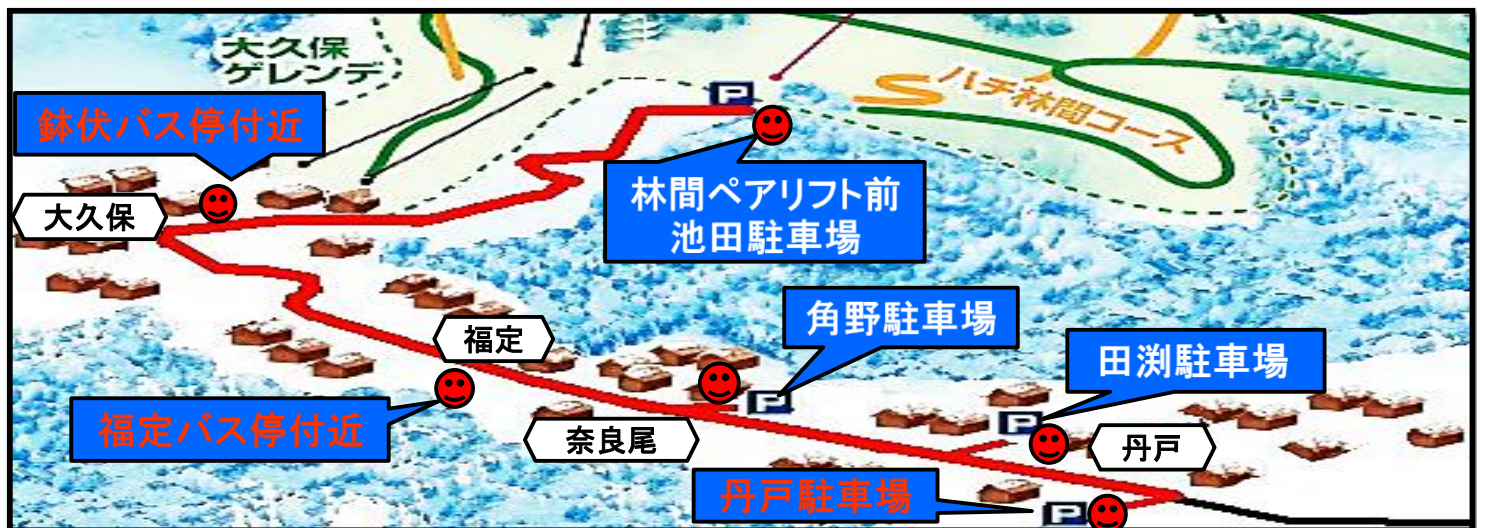 大久保
ゲレンデ
P
ハチ林間コース
鉢伏バス停付近
大久保
林間ペアリフト前
池田駐車場
角野駐車場
福定
田渕駐車場
P
福定バス停付近
P
奈良尾
丹戸
丹戸駐車場
P